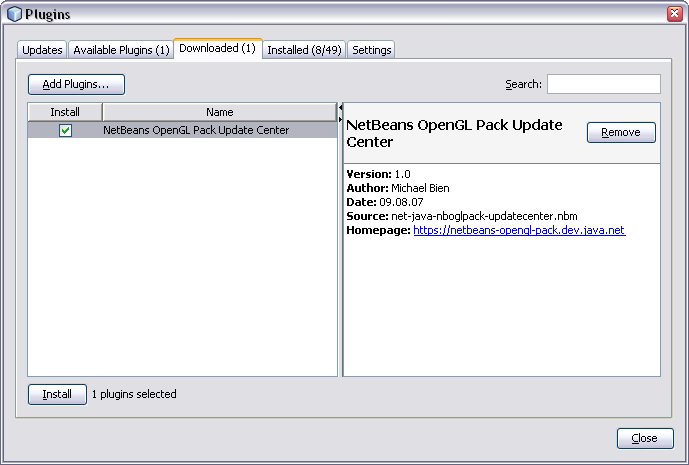 Plugins
Updates Available Plugins (1) Downloaded (1) Installed (8/49) Settings
Add Plugins... Search:
Install Name
NetBeans OpenGL Pack Update Center
NetBeans OpenGL Pack Update
Center
Remove
Version: 1.0
Author: Michael Bien
Date: 09.08.07
Source: net-java-nboglpack-updatecenter.nbm
Homepage: https://netbeans-opengl-pack.dev.java.net
Install 1 plugins selected
Close